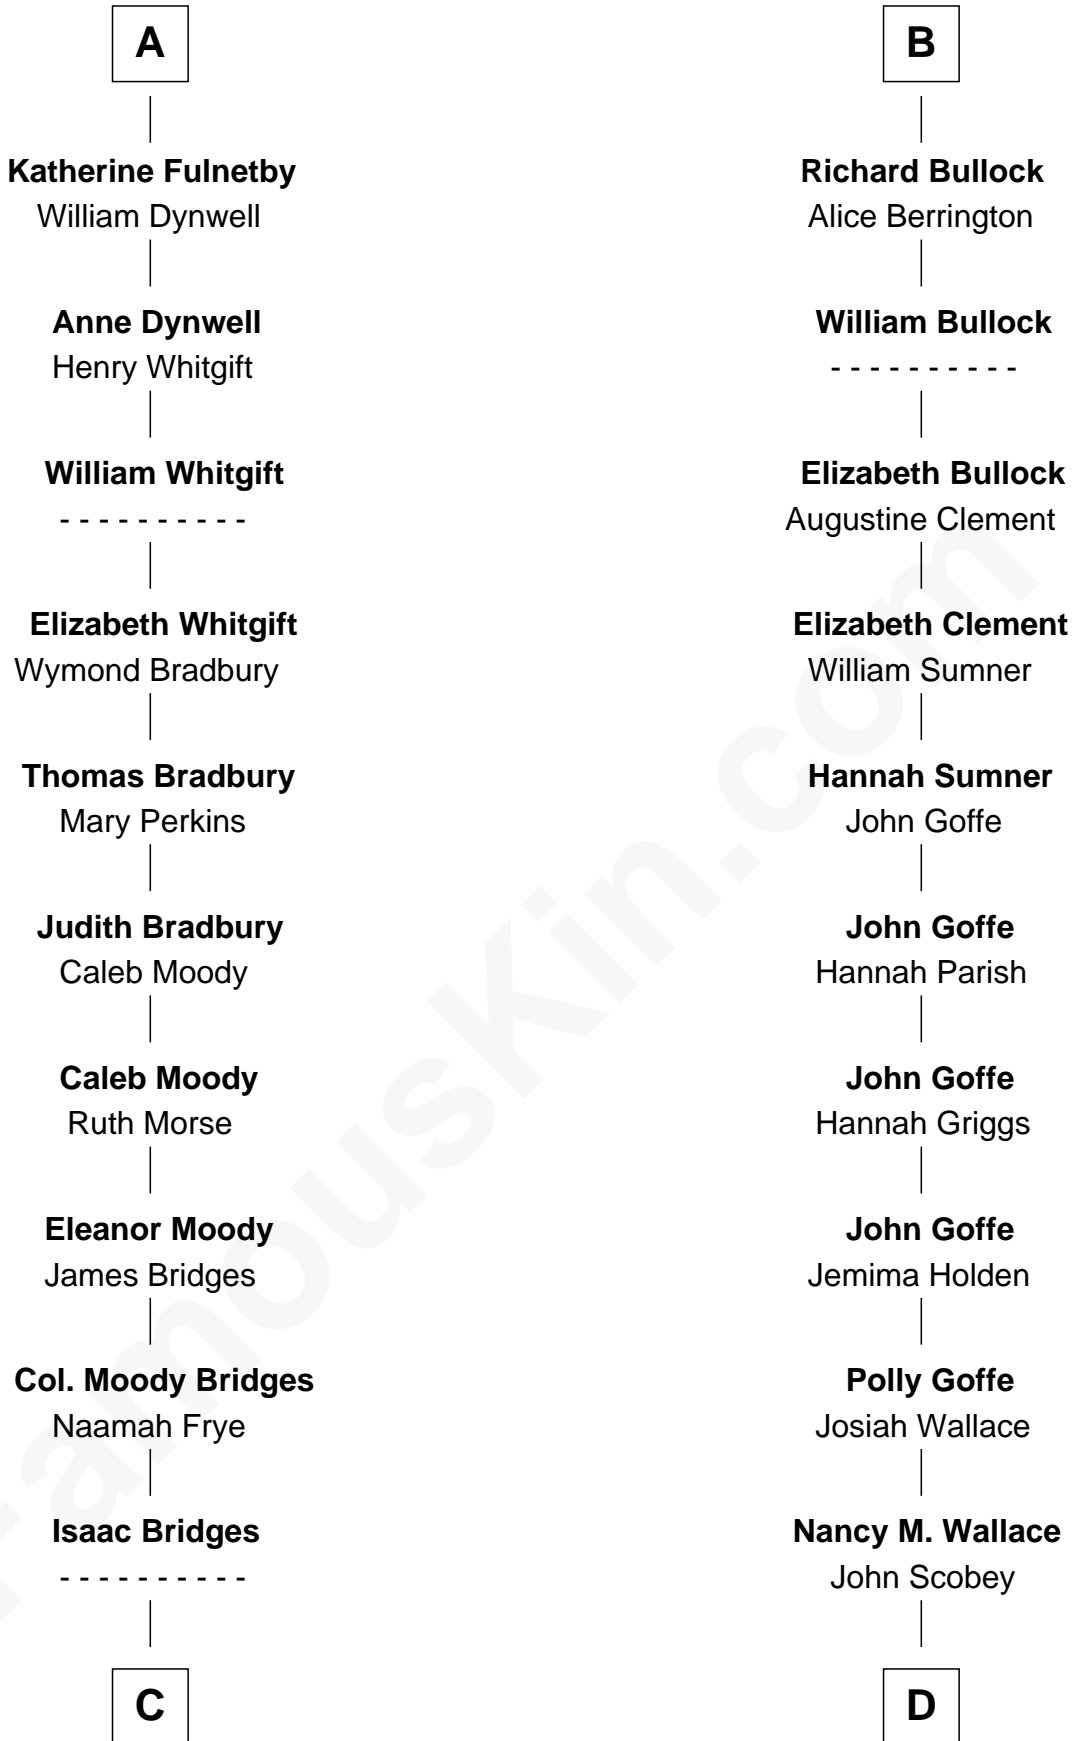 A
Katherine Fulnetby
William Dynwell
Anne Dynwell
Henry Whitgift
William Whitgift
- - - - - - - - - -
Elizabeth Whitgift
Wymond Bradbury
Thomas Bradbury
Mary Perkins
Judith Bradbury
Caleb Moody
Caleb Moody
Ruth Morse
Eleanor Moody
James Bridges
Col. Moody Bridges
Naamah Frye
Isaac Bridges
- - - - - - - - - -
C
B
Richard Bullock
Alice Berrington
William Bullock
- - - - - - - - - -
Elizabeth Bullock
Augustine Clement
Elizabeth Clement
William Sumner
Hannah Sumner
John Goffe
John Goffe
Hannah Parish
John Goffe
Hannah Griggs
John Goffe
Jemima Holden
Polly Goffe
Josiah Wallace
Nancy M. Wallace
John Scobey
D
FamousKin.com